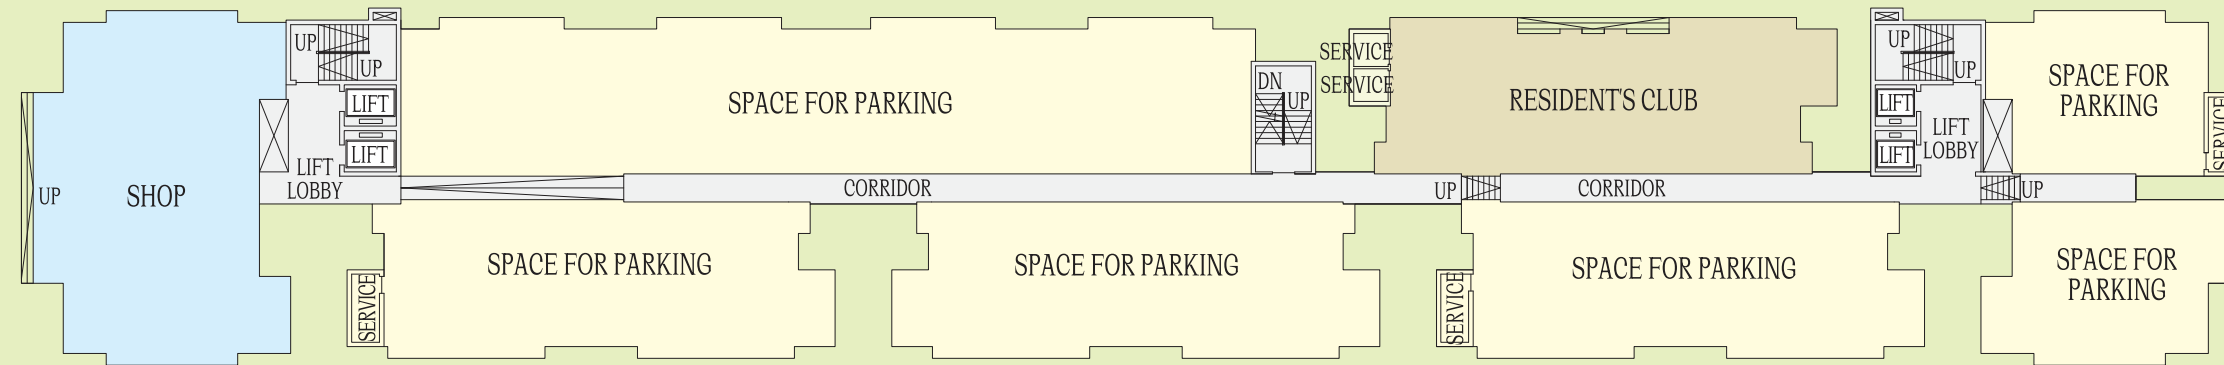 UP
SHOP
UP
UP
LIFT
LIFT
LIFT
LOBBY
SPACE FOR PARKING
CORRIDOR
SERVICE
SPACE FOR PARKING
SPACE FOR PARKING
DN
UP
SERVICE
SERVICE
RESIDENT'S CLUB
UP
CORRIDOR
SERVICE
SPACE FOR PARKING
UP
UP
LIFT
LIFT
LIFT
LOBBY
UP
SPACE FOR
PARKING
SERVICE
SERVICE
SPACE FOR
PARKING